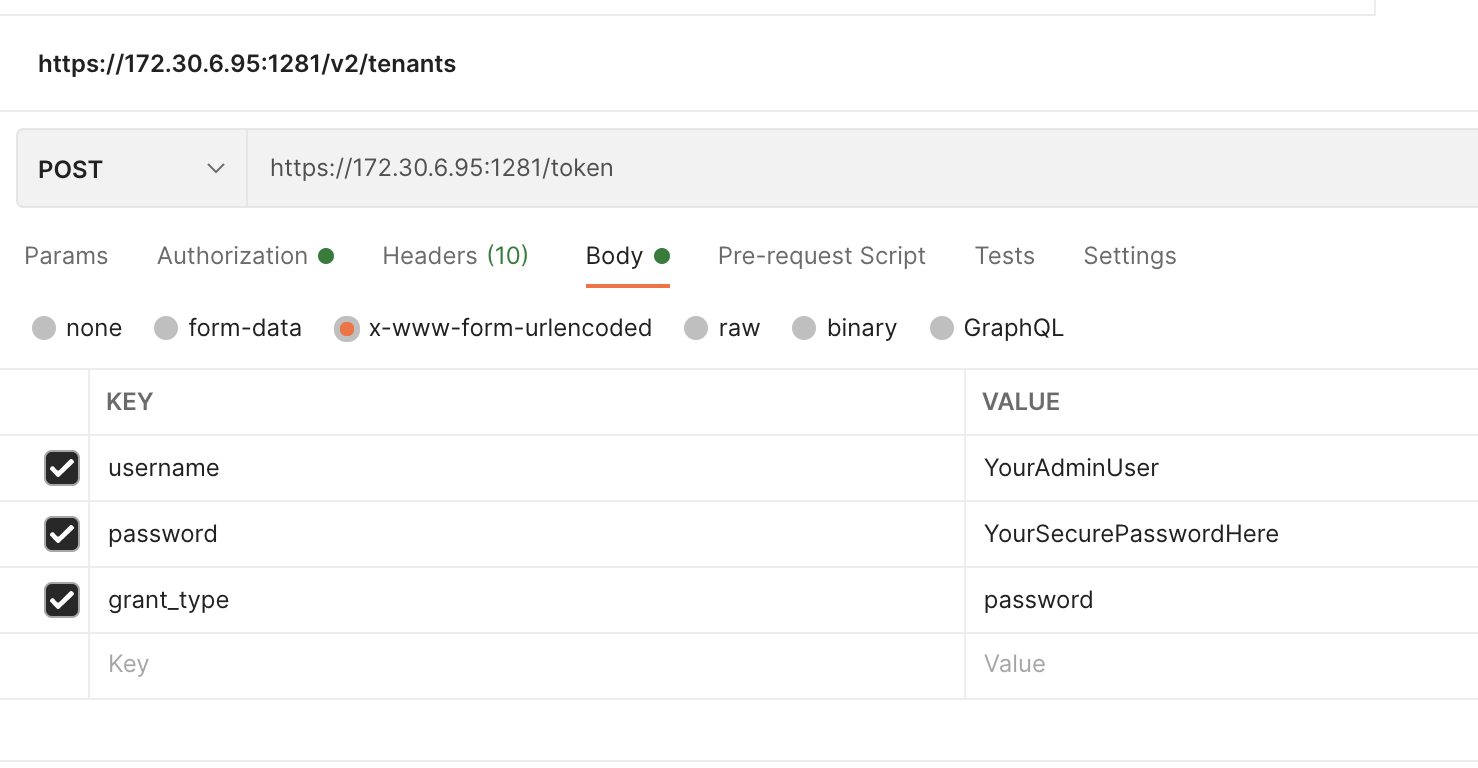 https://172.30.6.95:1281/v2/tenants
POST https://172.30.6.95:1281/token
Params Authorization Headers (10) Body Pre-request Script Tests Settings
none form-data x-www-form-urlencoded raw binary GraphQL
KEY VALUE
username YourAdminUser
password YourSecurePasswordHere
grant_type password
Key Value